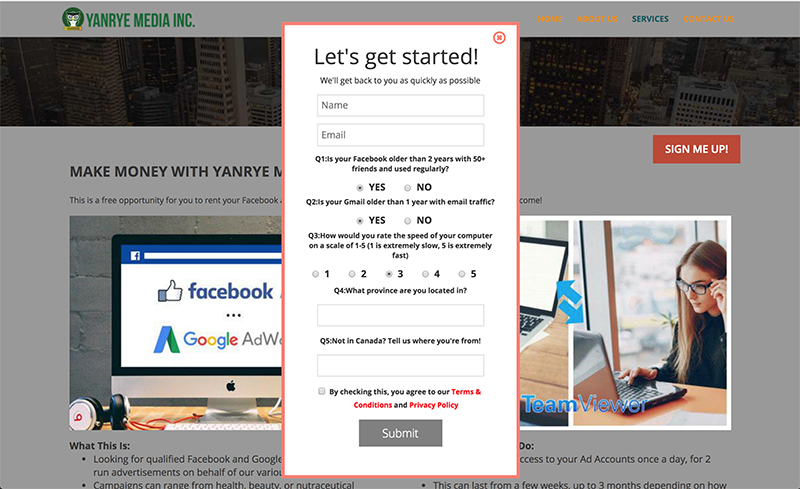 YANRYE MEDIA INC.
HOME ABOUT US SERVICES CONTACT US
Let's get started!
We'll get back to you as quickly as possible
Name
Email
Q1:Is your Facebook older than 2 years with 50+
friends and used regularly?
YES NO
Q2:Is your Gmail older than 1 year with email traffic?
YES NO
Q3:How would you rate the speed of your computer
on a scale of 1-5 (1 is extremely slow, 5 is extremely
fast)
1 2 3 4 5
Q4:What province are you located in?
Q5:Not in Canada? Tell us where you're from!
By checking this, you agree to our Terms &
Conditions and Privacy Policy
Submit
SIGN ME UP!
MAKE MONEY WITH YANRYE M
This is a free opportunity for you to rent your Facebook
come!
facebook
Google AdWo
TeamViewer
What This Is:
Looking for qualified Facebook and Google
run advertisements on behalf of our variou
Campaigns can range from health, beauty, or nutraceutical
Do:
ccess to your Ad Accounts once a day, for 2
This can last from a few weeks, up to 3 months depending on how